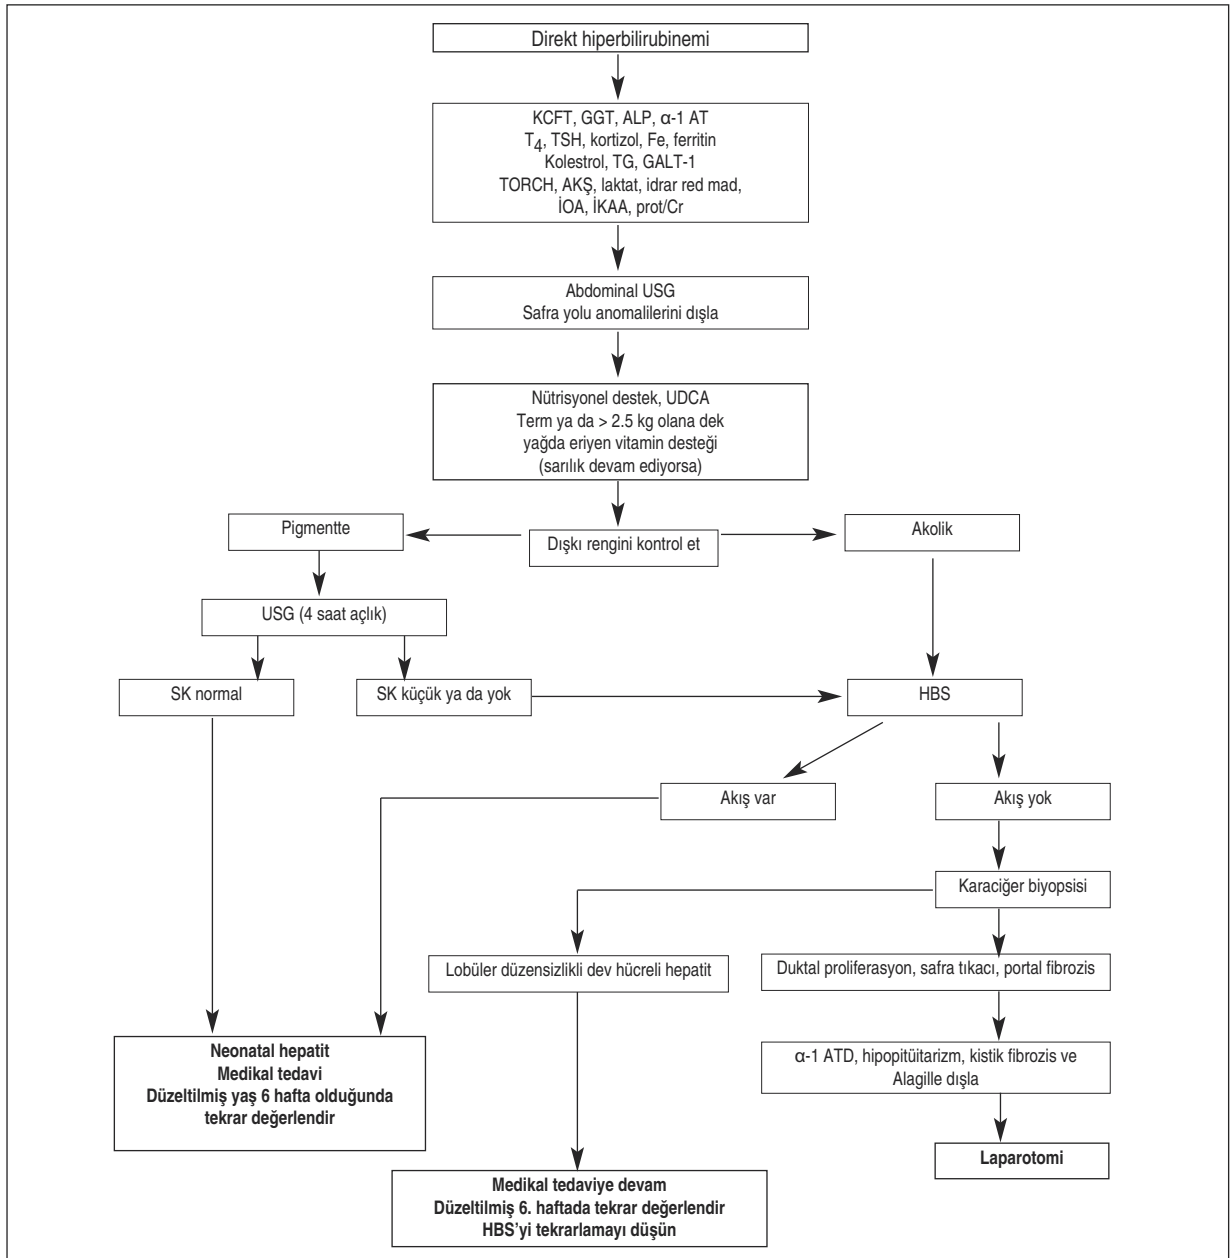 Direkt hiperbilirubinemi
KCFT, GGT, ALP, α-1 AT
T4, TSH, kortizol, Fe, ferritin
Kolestrol, TG, GALT-1
TORCH, AKŞ, laktat, idrar red mad,
İOA, İKAA, prot/Cr
Abdominal USG
Safra yolu anomalilerini dışla
Nütrisyonel destek, UDCA
Term ya da > 2.5 kg olana dek
yağda eriyen vitamin desteği
(sarılık devam ediyorsa)
Pigmentte
Dışkı rengini kontrol et
Akolik
USG (4 saat açlık)
SK normal
SK küçük ya da yok
HBS
Akış var
Akış yok
Karaciğer biyopsisi
Lobüler düzensizlikli dev hücreli hepatit
Duktal proliferasyon, safra tıkacı, portal fibrozis
Neonatal hepatit
Medikal tedavi
Düzeltilmiş yaş 6 hafta olduğunda
tekrar değerlendir
α-1 ATD, hipopitüitarizm, kistik fibrozis ve
Alagille dışla
Laparotomi
Medikal tedaviye devam
Düzeltilmiş 6. haftada tekrar değerlendir
HBS’yi tekrarlamayı düşün